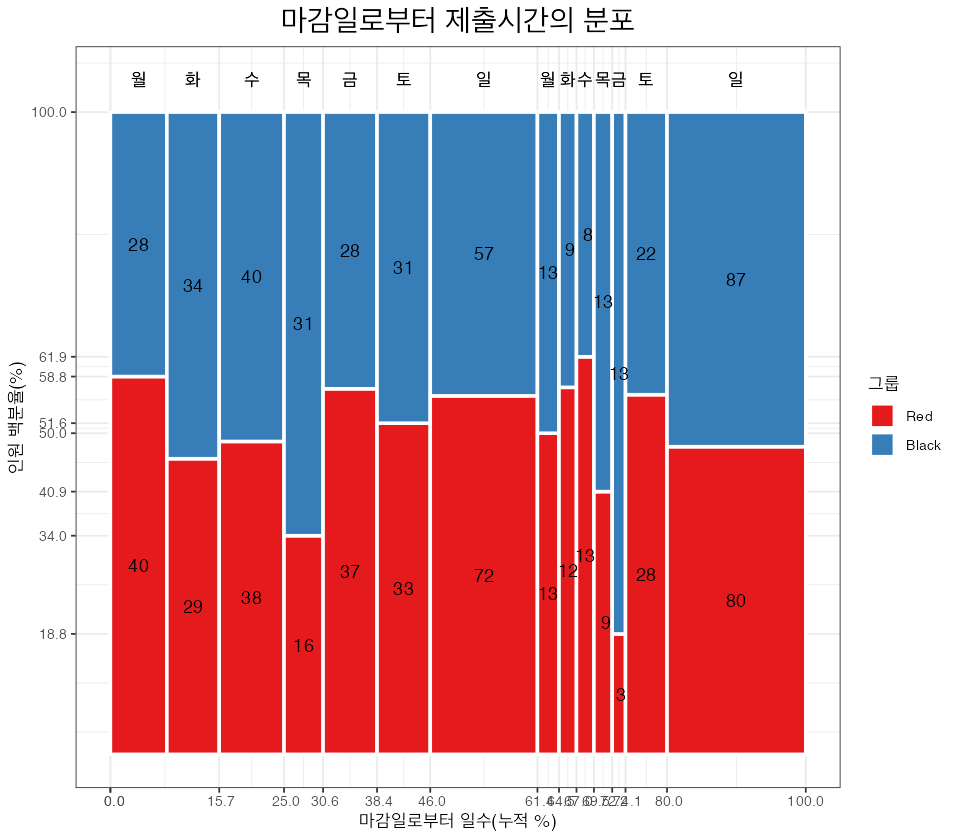 마감일로부터 제출시간의 분포
월 화 수 목 금 토 일 월 화 수 목 금 토 일
100.0
61.9
58.8
51.6
50.0
40.9
34.0
18.8
인원 백분율(%)
28 34 40 31 28 31 57 13 9 8 13 13 22 87
40 29 38 16 37 33 72 13 12 13 9 3 28 80
그룹
Red
Black
0.0 15.7 25.0 30.6 38.4 46.0 61.4 80.0 100.0
마감일로부터 일수(누적 %)